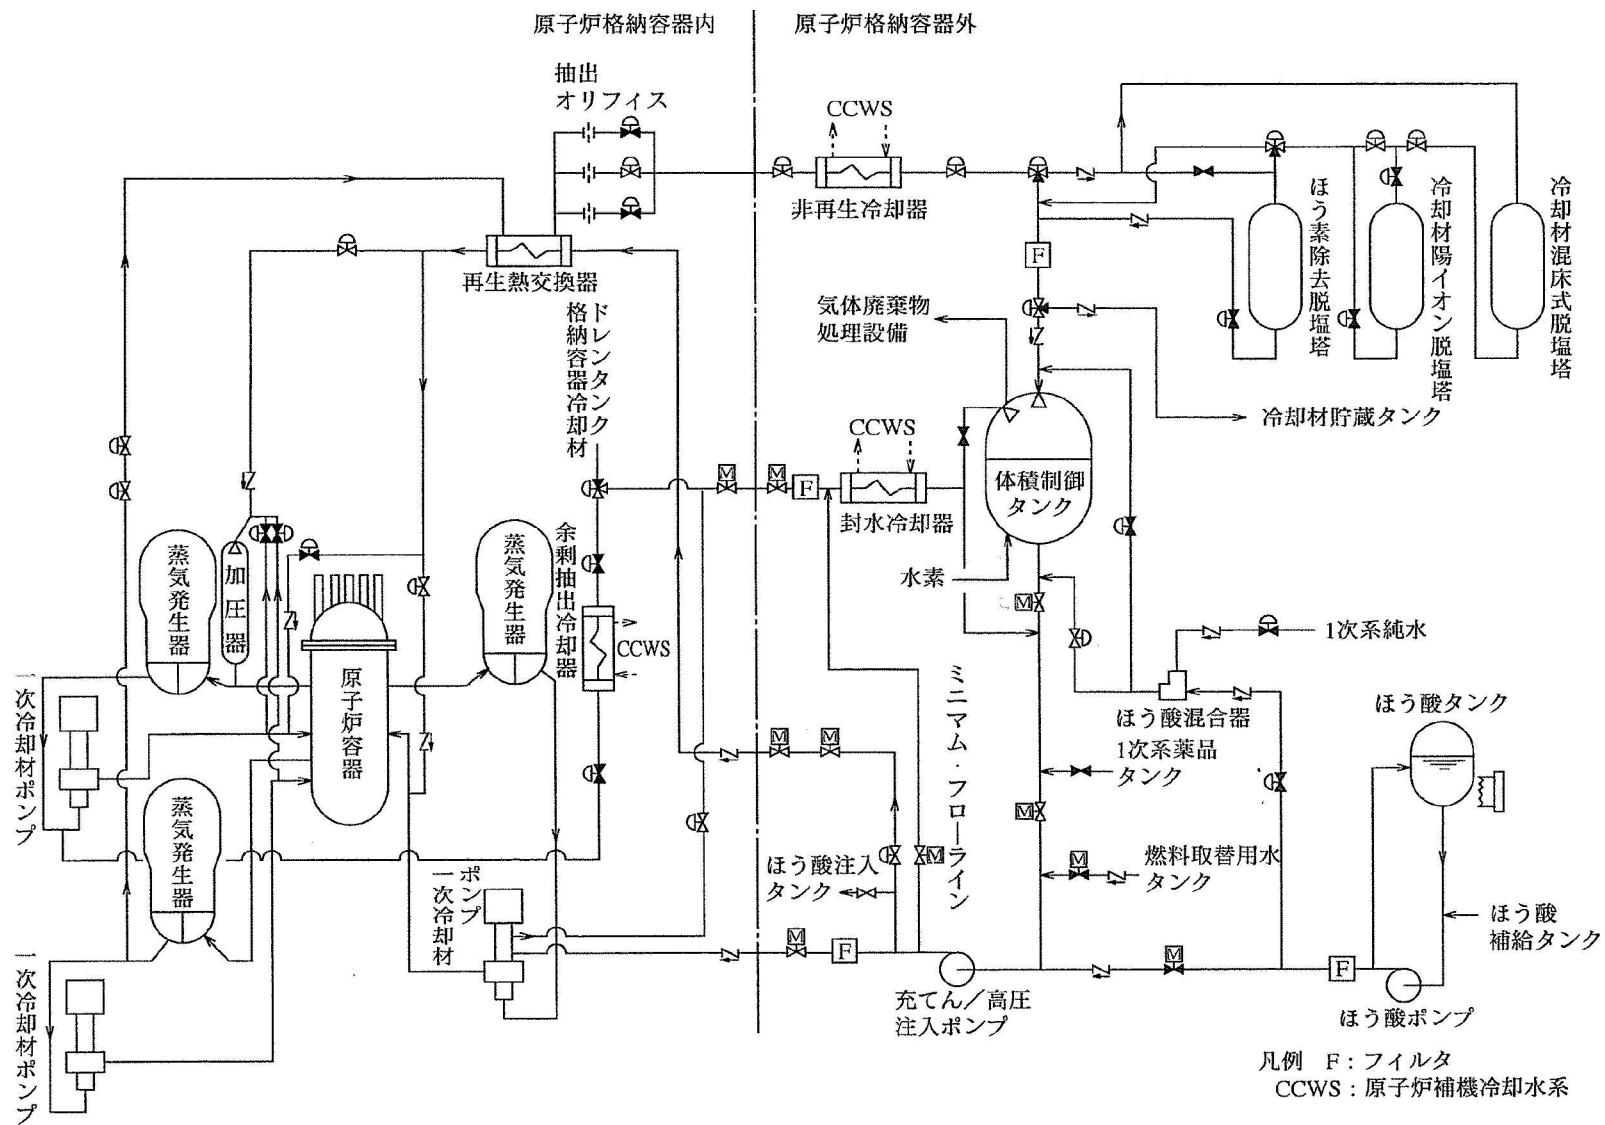 原子炉格納容器内
原子炉格納容器外
抽出
オリフィス
CCWS
非再生冷却器
ほう素除去脱塩塔
冷却材陽イオン脱塩塔
冷却材混床式脱塩塔
再生熱交換器
F
気体廃棄物
処理設備
格納容器冷却材
ドレンタンク
冷却材貯蔵タンク
CCWS
M
M
F
封水冷却器
体積制御
タンク
蒸気発生器
加圧器
蒸気発生器
余剰抽出冷却器
CCWS
水素
M
1次系純水
原子炉容器
一次冷却材ポンプ
ミニマム・フローライン
ほう酸混合器
ほう酸タンク
M
M
1次系薬品
タンク
蒸気発生器
M
M
ほう酸注入
タンク
M
燃料取替用水
タンク
一次冷却材
ポンプ
ほう酸
補給タンク
M
F
M
F
一次冷却材ポンプ
充てん／高圧
注入ポンプ
ほう酸ポンプ
凡例 F：フィルタ
CCWS：原子炉補機冷却水系